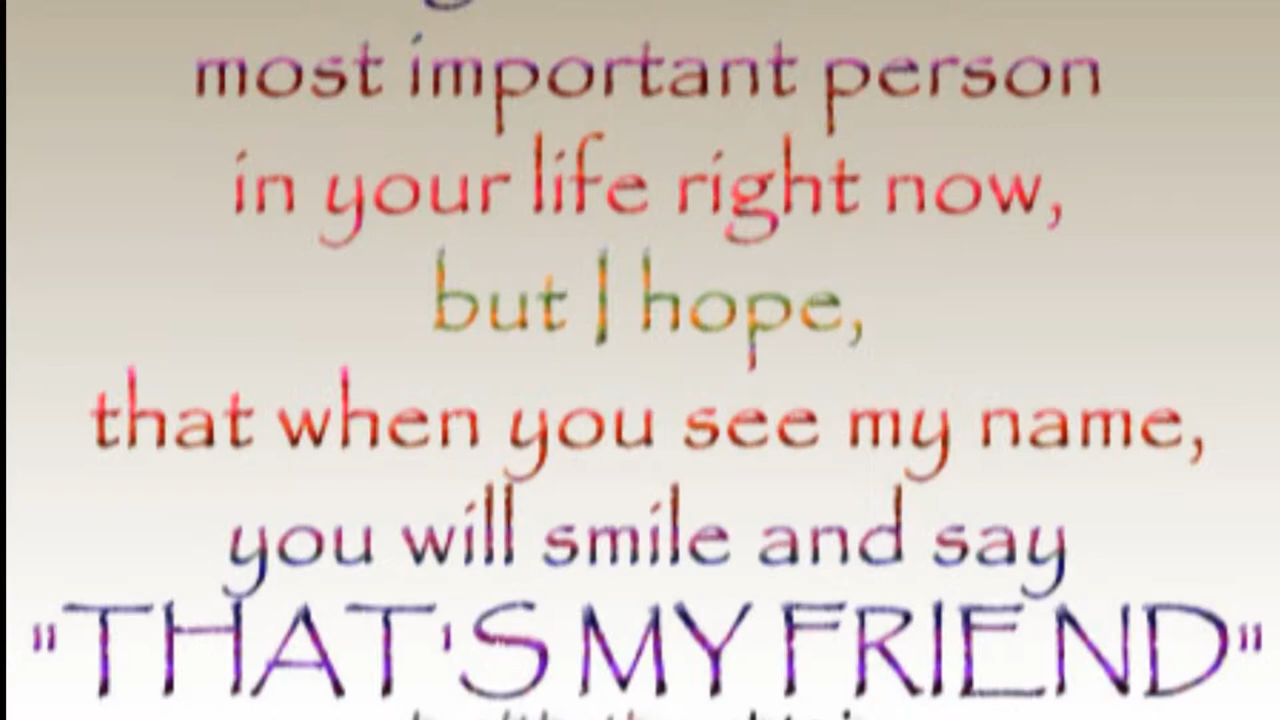 most important person
in your life right now,
but I hope,
that when you see my name,
you will smile and say
"THAT'S MY FRIEND"